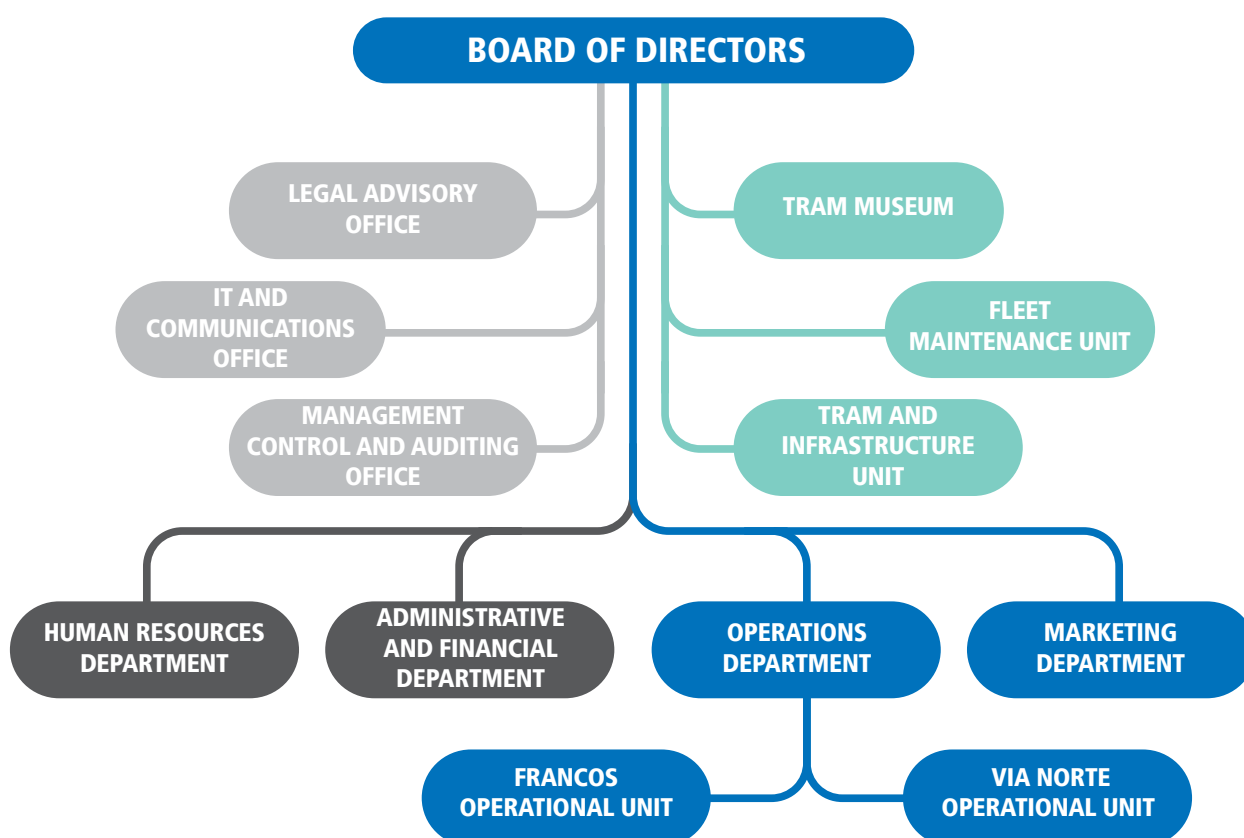 BOARD OF DIRECTORS
LEGAL ADVISORY
OFFICE
TRAM MUSEUM
IT AND
COMMUNICATIONS
OFFICE
FLEET
MAINTENANCE UNIT
MANAGEMENT
CONTROL AND AUDITING
OFFICE
TRAM AND
INFRASTRUCTURE
UNIT
HUMAN RESOURCES
DEPARTMENT
ADMINISTRATIVE
AND FINANCIAL
DEPARTMENT
OPERATIONS
DEPARTMENT
MARKETING
DEPARTMENT
FRANCOS
OPERATIONAL UNIT
VIA NORTE
OPERATIONAL UNIT